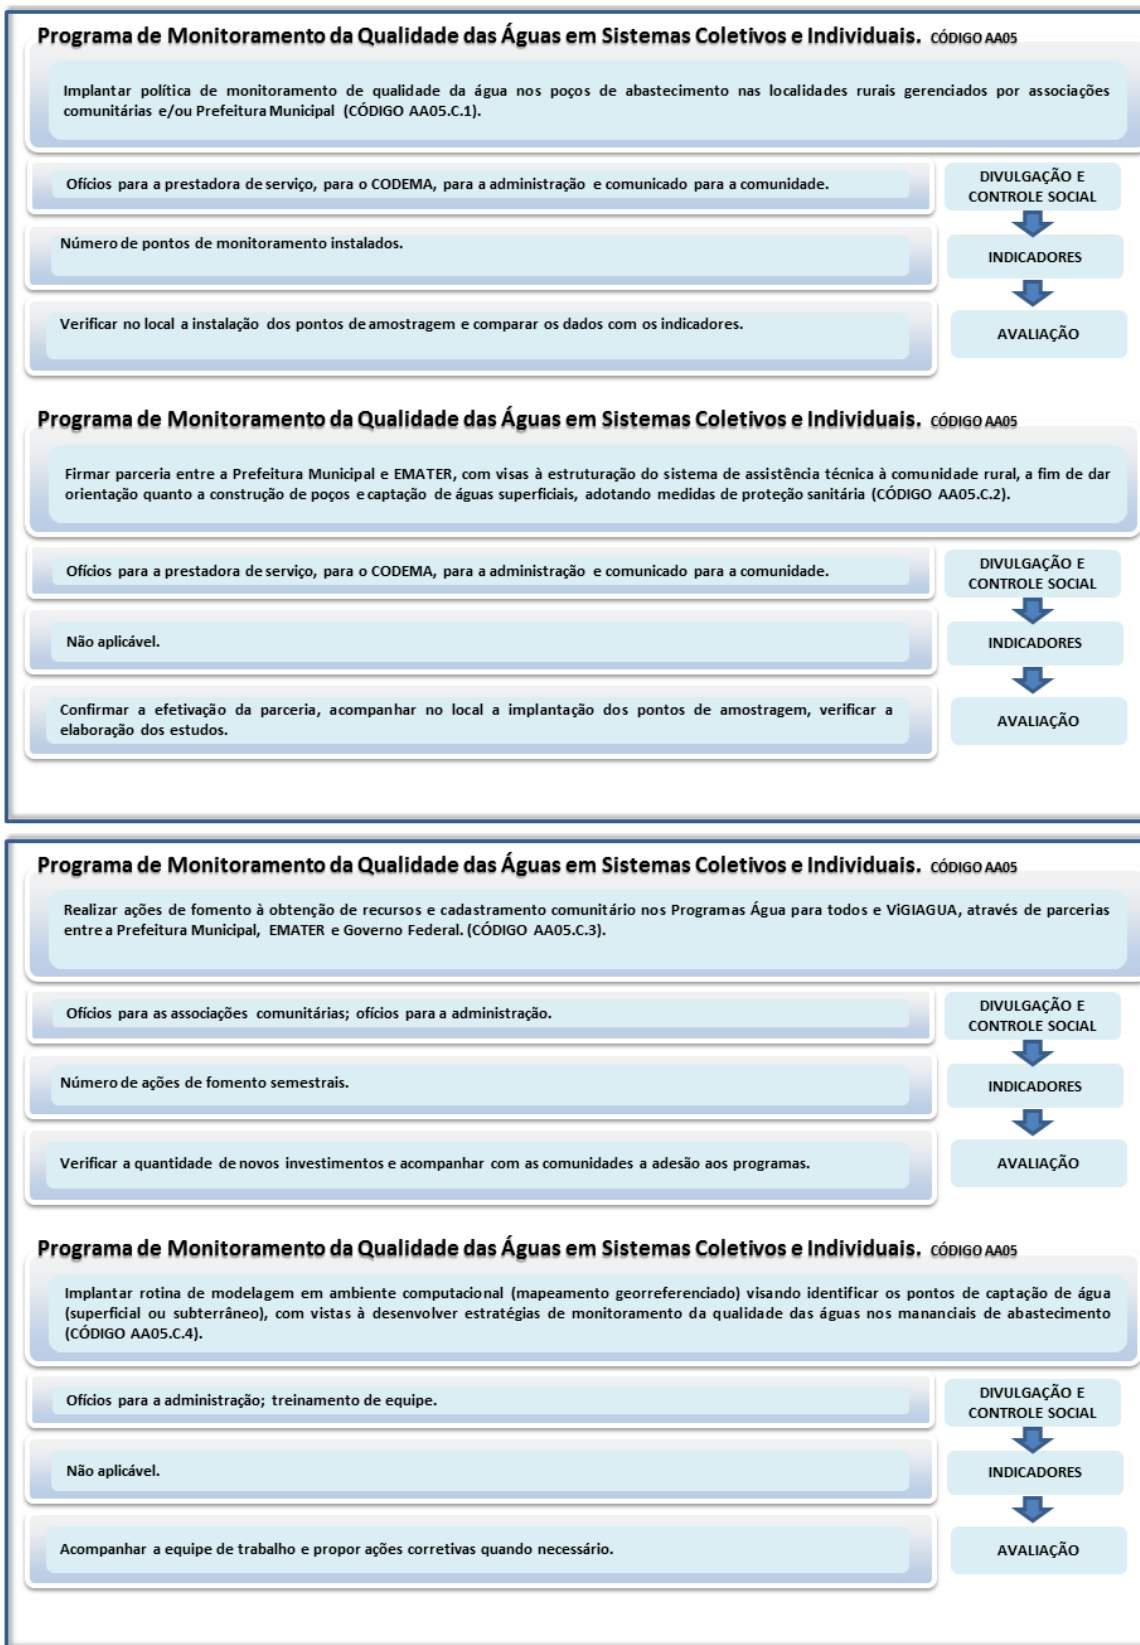 Programa de Monitoramento da Qualidade das Águas em Sistemas Coletivos e Individuais. CÓDIGO AA05
Implantar política de monitoramento de qualidade da água nos poços de abastecimento nas localidades rurais gerenciados por associações
comunitárias e/ou Prefeitura Municipal (CÓDIGO AA05.C.1).
Ofícios para a prestadora de serviço, para o CODEMA, para a administração e comunicado para a comunidade.
DIVULGAÇÃO E
CONTROLE SOCIAL
Número de pontos de monitoramento instalados.
INDICADORES
Verificar no local a instalação dos pontos de amostragem e comparar os dados com os indicadores.
AVALIAÇÃO
Programa de Monitoramento da Qualidade das Águas em Sistemas Coletivos e Individuais. CÓDIGO AA05
Firmar parceria entre a Prefeitura Municipal e EMATER, com visas à estruturação do sistema de assistência técnica à comunidade rural, a fim de dar
orientação quanto a construção de poços e captação de águas superficiais, adotando medidas de proteção sanitária (CÓDIGO AA05.C.2).
Ofícios para a prestadora de serviço, para o CODEMA, para a administração e comunicado para a comunidade.
DIVULGAÇÃO E
CONTROLE SOCIAL
Não aplicável.
INDICADORES
Confirmar a efetivação da parceria, acompanhar no local a implantação dos pontos de amostragem, verificar a
elaboração dos estudos.
AVALIAÇÃO
Programa de Monitoramento da Qualidade das Águas em Sistemas Coletivos e Individuais. CÓDIGO AA05
Realizar ações de fomento à obtenção de recursos e cadastramento comunitário nos Programas Água para todos e ViGIAGUA, através de parcerias
entre a Prefeitura Municipal, EMATER e Governo Federal. (CÓDIGO AA05.C.3).
Ofícios para as associações comunitárias; ofícios para a administração.
DIVULGAÇÃO E
CONTROLE SOCIAL
Número de ações de fomento semestrais.
INDICADORES
Verificar a quantidade de novos investimentos e acompanhar com as comunidades a adesão aos programas.
AVALIAÇÃO
Programa de Monitoramento da Qualidade das Águas em Sistemas Coletivos e Individuais. CÓDIGO AA05
Implantar rotina de modelagem em ambiente computacional (mapeamento georreferenciado) visando identificar os pontos de captação de água
(superficial ou subterrâneo), com vistas à desenvolver estratégias de monitoramento da qualidade das águas nos mananciais de abastecimento
(CÓDIGO AA05.C.4).
Ofícios para a administração; treinamento de equipe.
DIVULGAÇÃO E
CONTROLE SOCIAL
Não aplicável.
INDICADORES
Acompanhar a equipe de trabalho e propor ações corretivas quando necessário.
AVALIAÇÃO